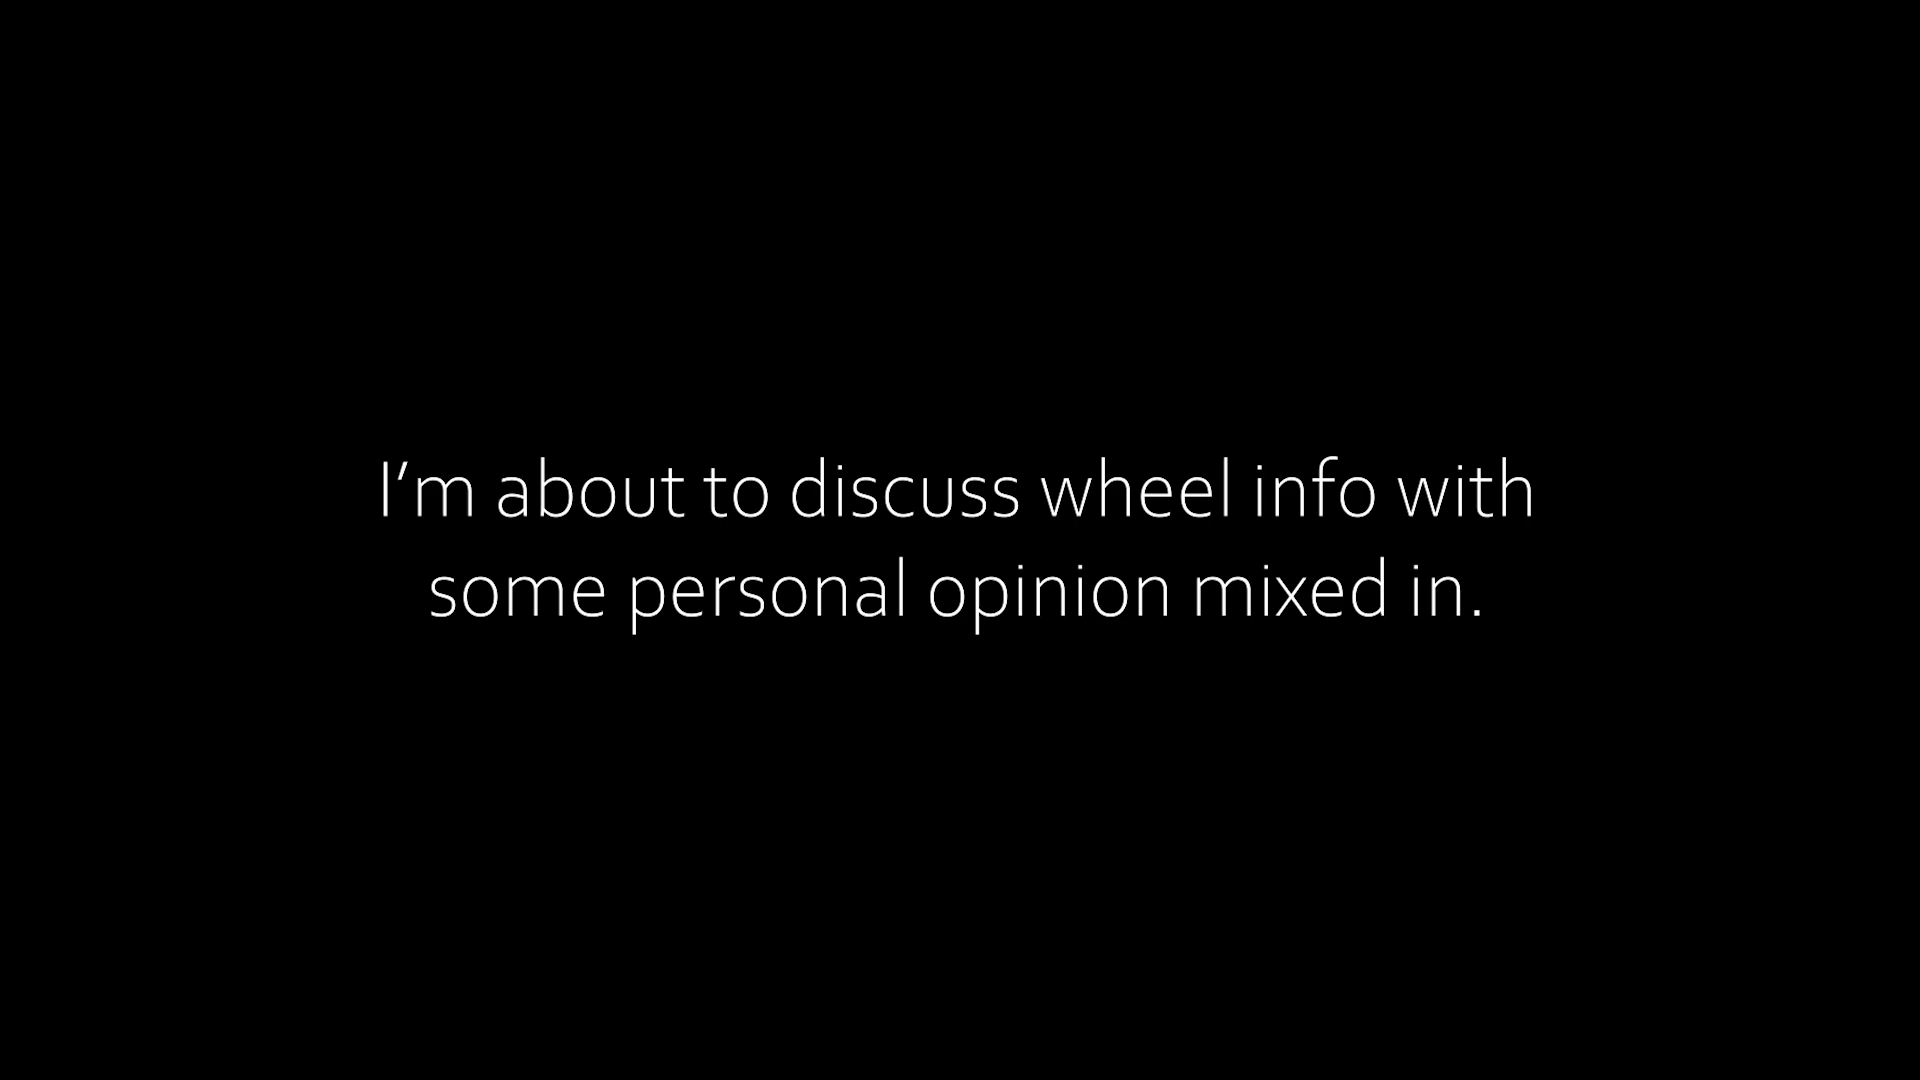 I’m about to discuss wheel info with
some personal opinion mixed in.